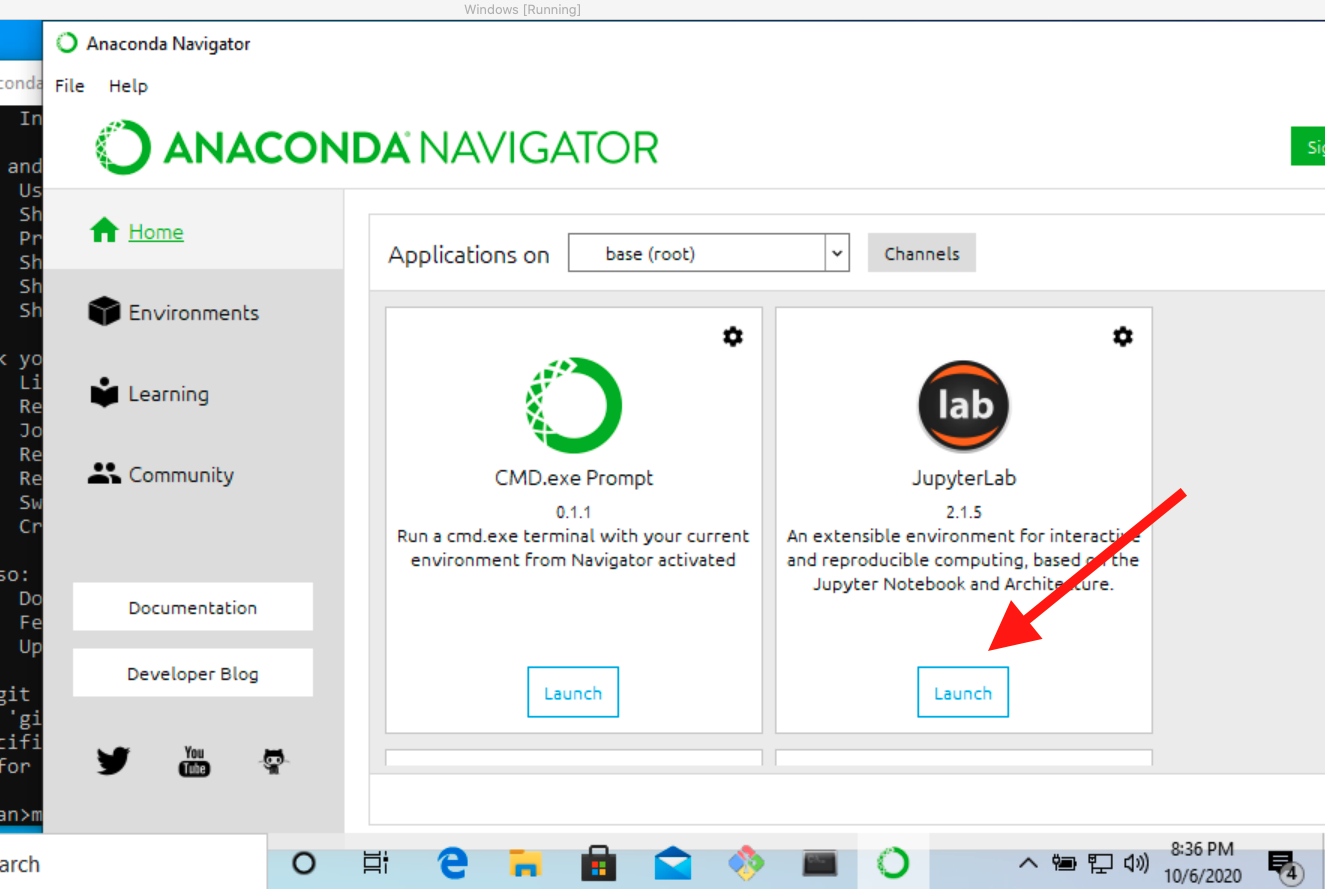 Windows [Running]
Anaconda Navigator
File Help
ANACONDA NAVIGATOR
Home
Environments
Learning
Community
Documentation
Developer Blog
You
Tube
Applications on
base (root)
Channels
CMD.exe Prompt
0.1.1
Run a cmd.exe terminal with your current
environment from Navigator activated
Launch
lab
JupyterLab
2.1.5
An extensible environment for interactive
and reproducible computing, based on the
Jupyter Notebook and Architecture.
Launch
conda
In
and
Us
Sh
Pr
Sh
Sh
Sh
k yo
Li
Re
Jo
Re
Re
Sw
Cr
so:
Do
Fe
Up
git
'gi
cifi
for
an>m
arch
8:36 PM
10/6/2020
4